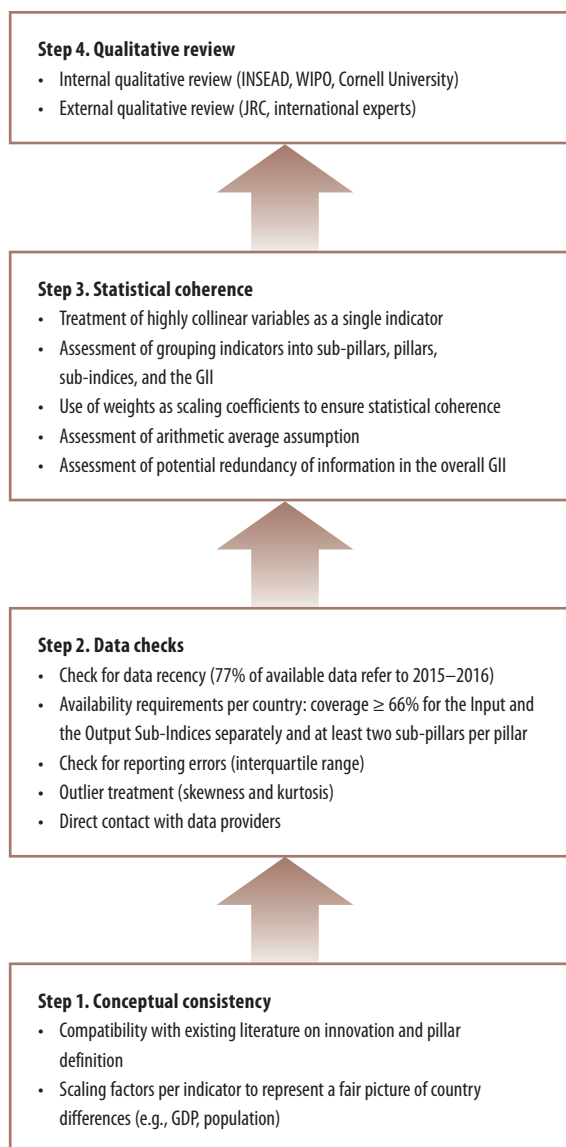 Step 4. Qualitative review
• Internal qualitative review (INSEAD, WIPO, Cornell University)
• External qualitative review (JRC, international experts)
Step 3. Statistical coherence
• Treatment of highly collinear variables as a single indicator
• Assessment of grouping indicators into sub-pillars, pillars,
sub-indices, and the GII
• Use of weights as scaling coefficients to ensure statistical coherence
• Assessment of arithmetic average assumption
• Assessment of potential redundancy of information in the overall GII
Step 2. Data checks
• Check for data recency (77% of available data refer to 2015–2016)
• Availability requirements per country: coverage ≥ 66% for the Input and
the Output Sub-Indices separately and at least two sub-pillars per pillar
• Check for reporting errors (interquartile range)
• Outlier treatment (skewness and kurtosis)
• Direct contact with data providers
Step 1. Conceptual consistency
• Compatibility with existing literature on innovation and pillar
definition
• Scaling factors per indicator to represent a fair picture of country
differences (e.g., GDP, population)